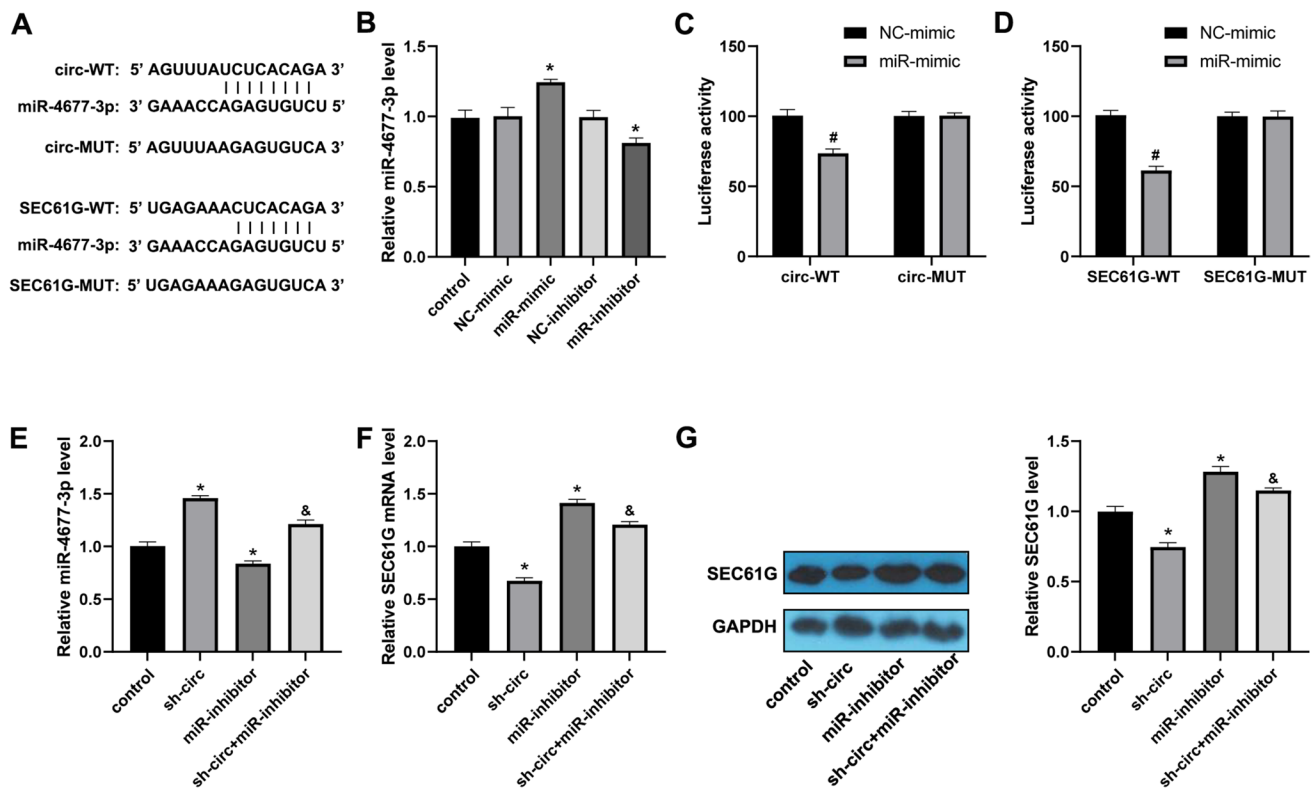 A
circ-WT: 5’ AGUUUAUCUCACAGA 3’
miR-4677-3p: 3’ GAAACCAGAGUGUCU 5’
circ-MUT: 5’ AGUUUAAGAGUGUCA 3’
SEC61G-WT: 5’ UGAGAAACUCACAGA 3’
miR-4677-3p: 3’ GAAACCAGAGUGUCU 5’
SEC61G-MUT: 5’ UGAGAAAGAGUGUCA 3’
B
Relative miR-4677-3p level
1.5
1.0
0.5
0.0
*
*
control
NC-mimic
miR-mimic
NC-inhibitor
miR-inhibitor
C
NC-mimic
miR-mimic
Luciferase activity
150
100
50
0
#
circ-WT
circ-MUT
D
NC-mimic
miR-mimic
Luciferase activity
150
100
50
0
#
SEC61G-WT
SEC61G-MUT
E
Relative miR-4677-3p level
2.0
1.5
1.0
0.5
0.0
*
*
&
control
sh-circ
miR-inhibitor
sh-circ+miR-inhibitor
F
Relative SEC61G mRNA level
2.0
1.5
1.0
0.5
0.0
*
*
&
control
sh-circ
miR-inhibitor
sh-circ+miR-inhibitor
G
SEC61G
GAPDH
control
sh-circ
miR-inhibitor
sh-circ+miR-inhibitor
Relative SEC61G level
1.5
1.0
0.5
0.0
*
*
&
control
sh-circ
miR-inhibitor
sh-circ+miR-inhibitor